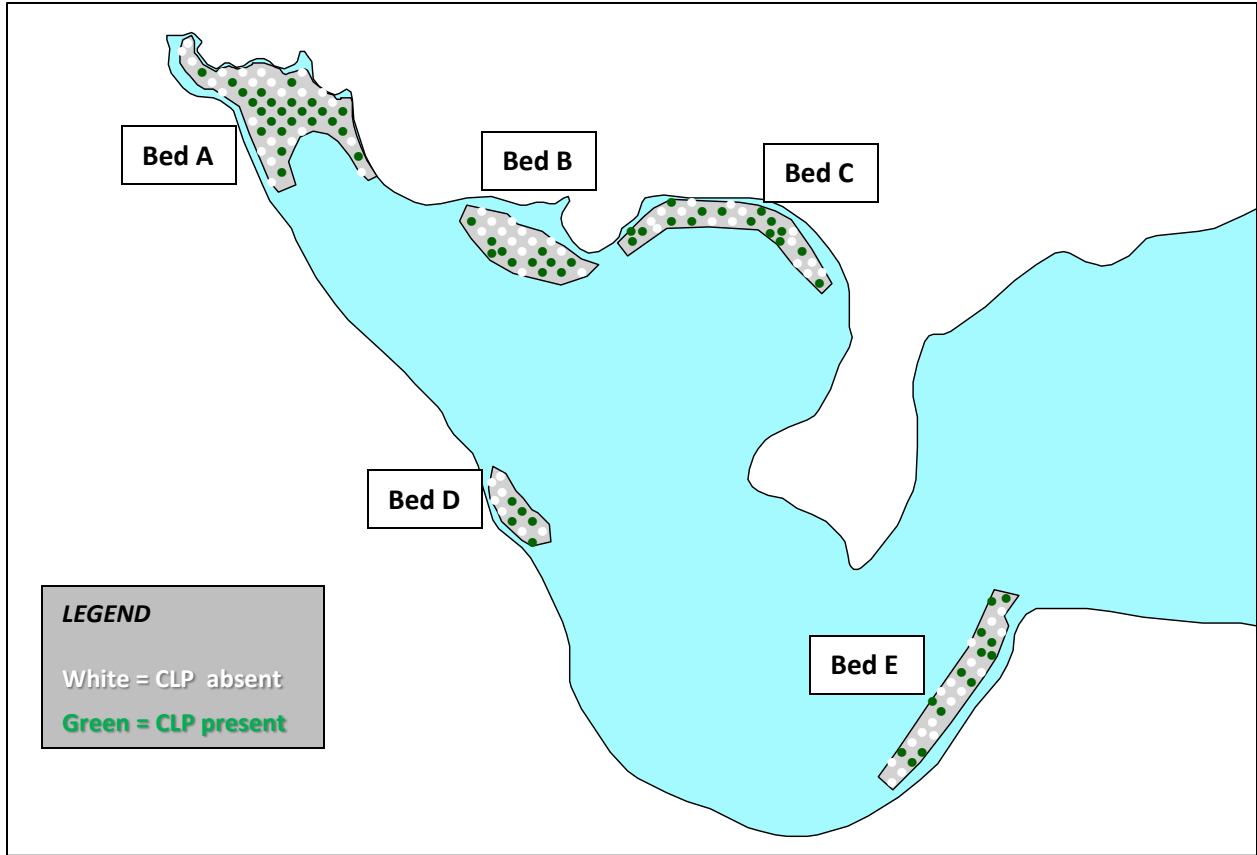 Bed A
Bed B
Bed C
Bed D
Bed E
LEGEND
White = CLP absent
Green = CLP present